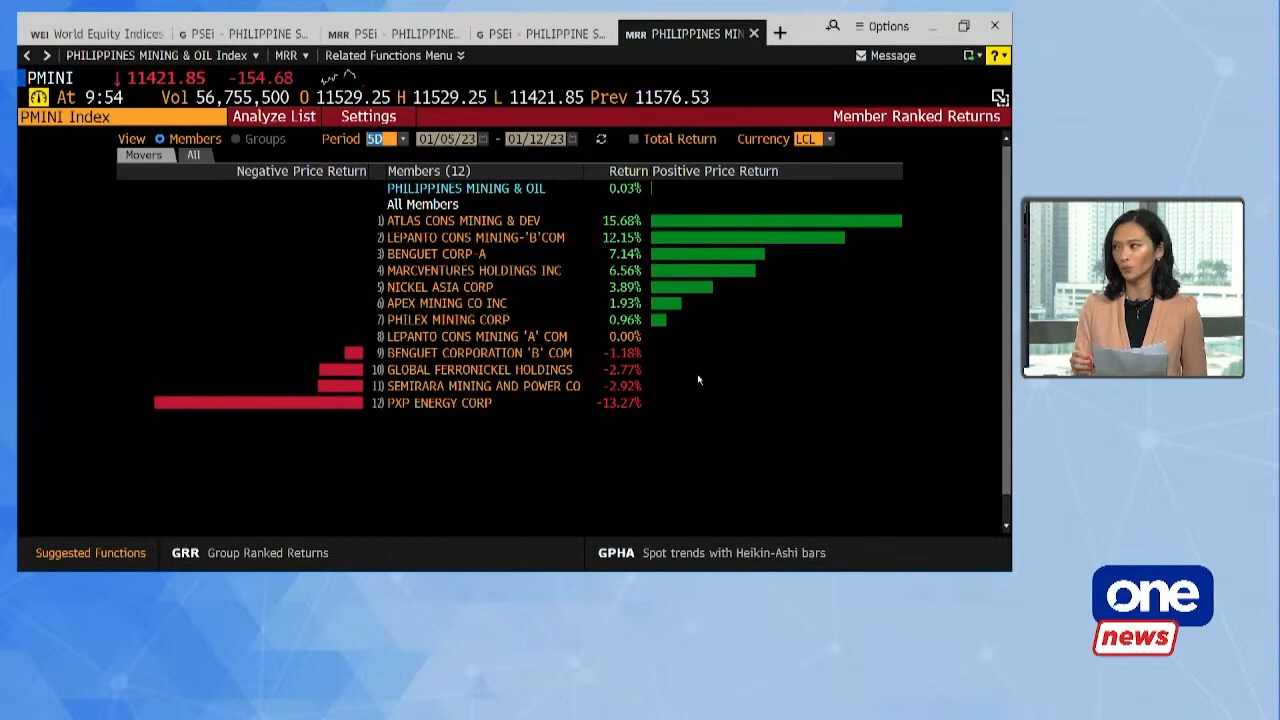 WEI World Equity Indices G PSEi - PHILIPPINE S... MRR PSEi - PHILIPPINE... G PSEi - PHILIPPINE S... MRR PHILIPPINES MIN × + Options
< > PHILIPPINES MINING & OIL Index MRR Related Functions Menu Message ?
PMINI ↓ 11421.85 -154.68
At 9:54 Vol 56,755,500 O 11529.25 H 11529.25 L 11421.85 Prev 11576.53
PMINI Index Analyze List Settings Member Ranked Returns
View Members Groups Period 5D 01/05/23 - 01/12/23 Total Return Currency LCL
Movers All
Negative Price Return Members (12) Return Positive Price Return
PHILIPPINES MINING & OIL 0.03%
All Members
1) ATLAS CONS MINING & DEV 15.68%
2) LEPANTO CONS MINING-'B'COM 12.15%
3) BENGUET CORP-A 7.14%
4) MARCVENTURES HOLDINGS INC 6.56%
5) NICKEL ASIA CORP 3.89%
6) APEX MINING CO INC 1.93%
7) PHILEX MINING CORP 0.96%
8) LEPANTO CONS MINING 'A' COM 0.00%
9) BENGUET CORPORATION 'B' COM -1.18%
10) GLOBAL FERRONICKEL HOLDINGS -2.77%
11) SEMIRARA MINING AND POWER CO -2.92%
12) PXP ENERGY CORP -13.27%
Suggested Functions GRR Group Ranked Returns GPHA Spot trends with Heikin-Ashi bars
one
news